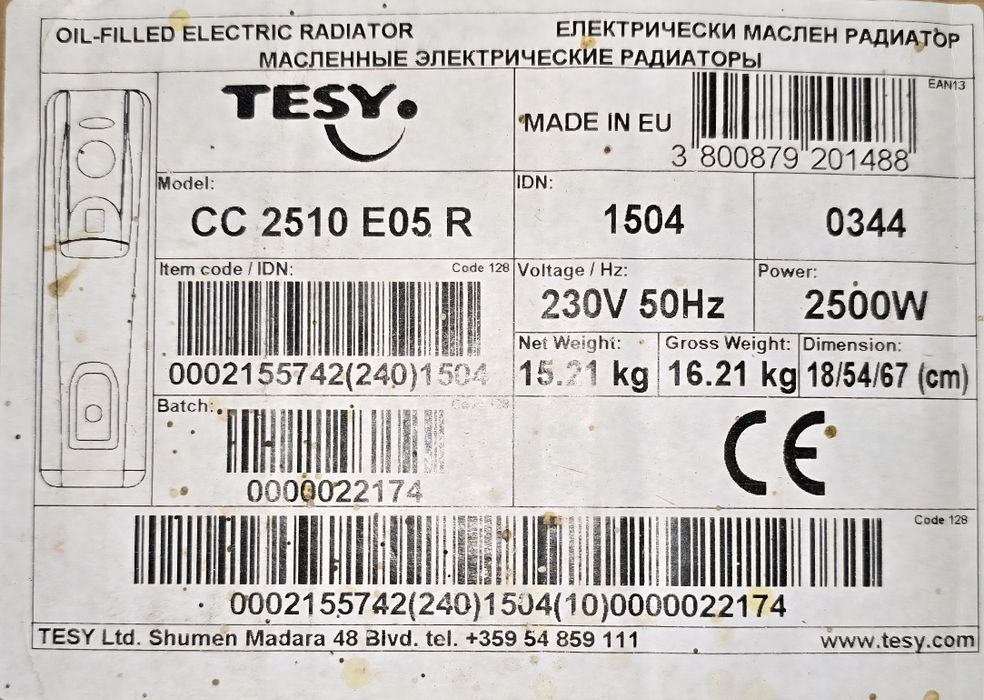 OIL-FILLED ELECTRIC RADIATOR
ЕЛЕКТРИЧЕСКИ МАСЛЕН РАДИАТОР
МАСЛЕННЫЕ ЭЛЕКТРИЧЕСКИЕ РАДИАТОРЫ
TESY
MADE IN EU
EAN13
3 800879 201488
Model:
CC 2510 E05 R
IDN:
1504
0344
Item code / IDN:
Code 128
0002155742(240)1504
Voltage / Hz:
230V 50Hz
Power:
2500W
Net Weight:
15.21 kg
Gross Weight:
16.21 kg
Dimension:
18/54/67 (cm)
Batch:
Code 128
0000022174
CE
Code 128
0002155742(240)1504(10)0000022174
TESY Ltd. Shumen Madara 48 Blvd. tel. +359 54 859 111
www.tesy.com